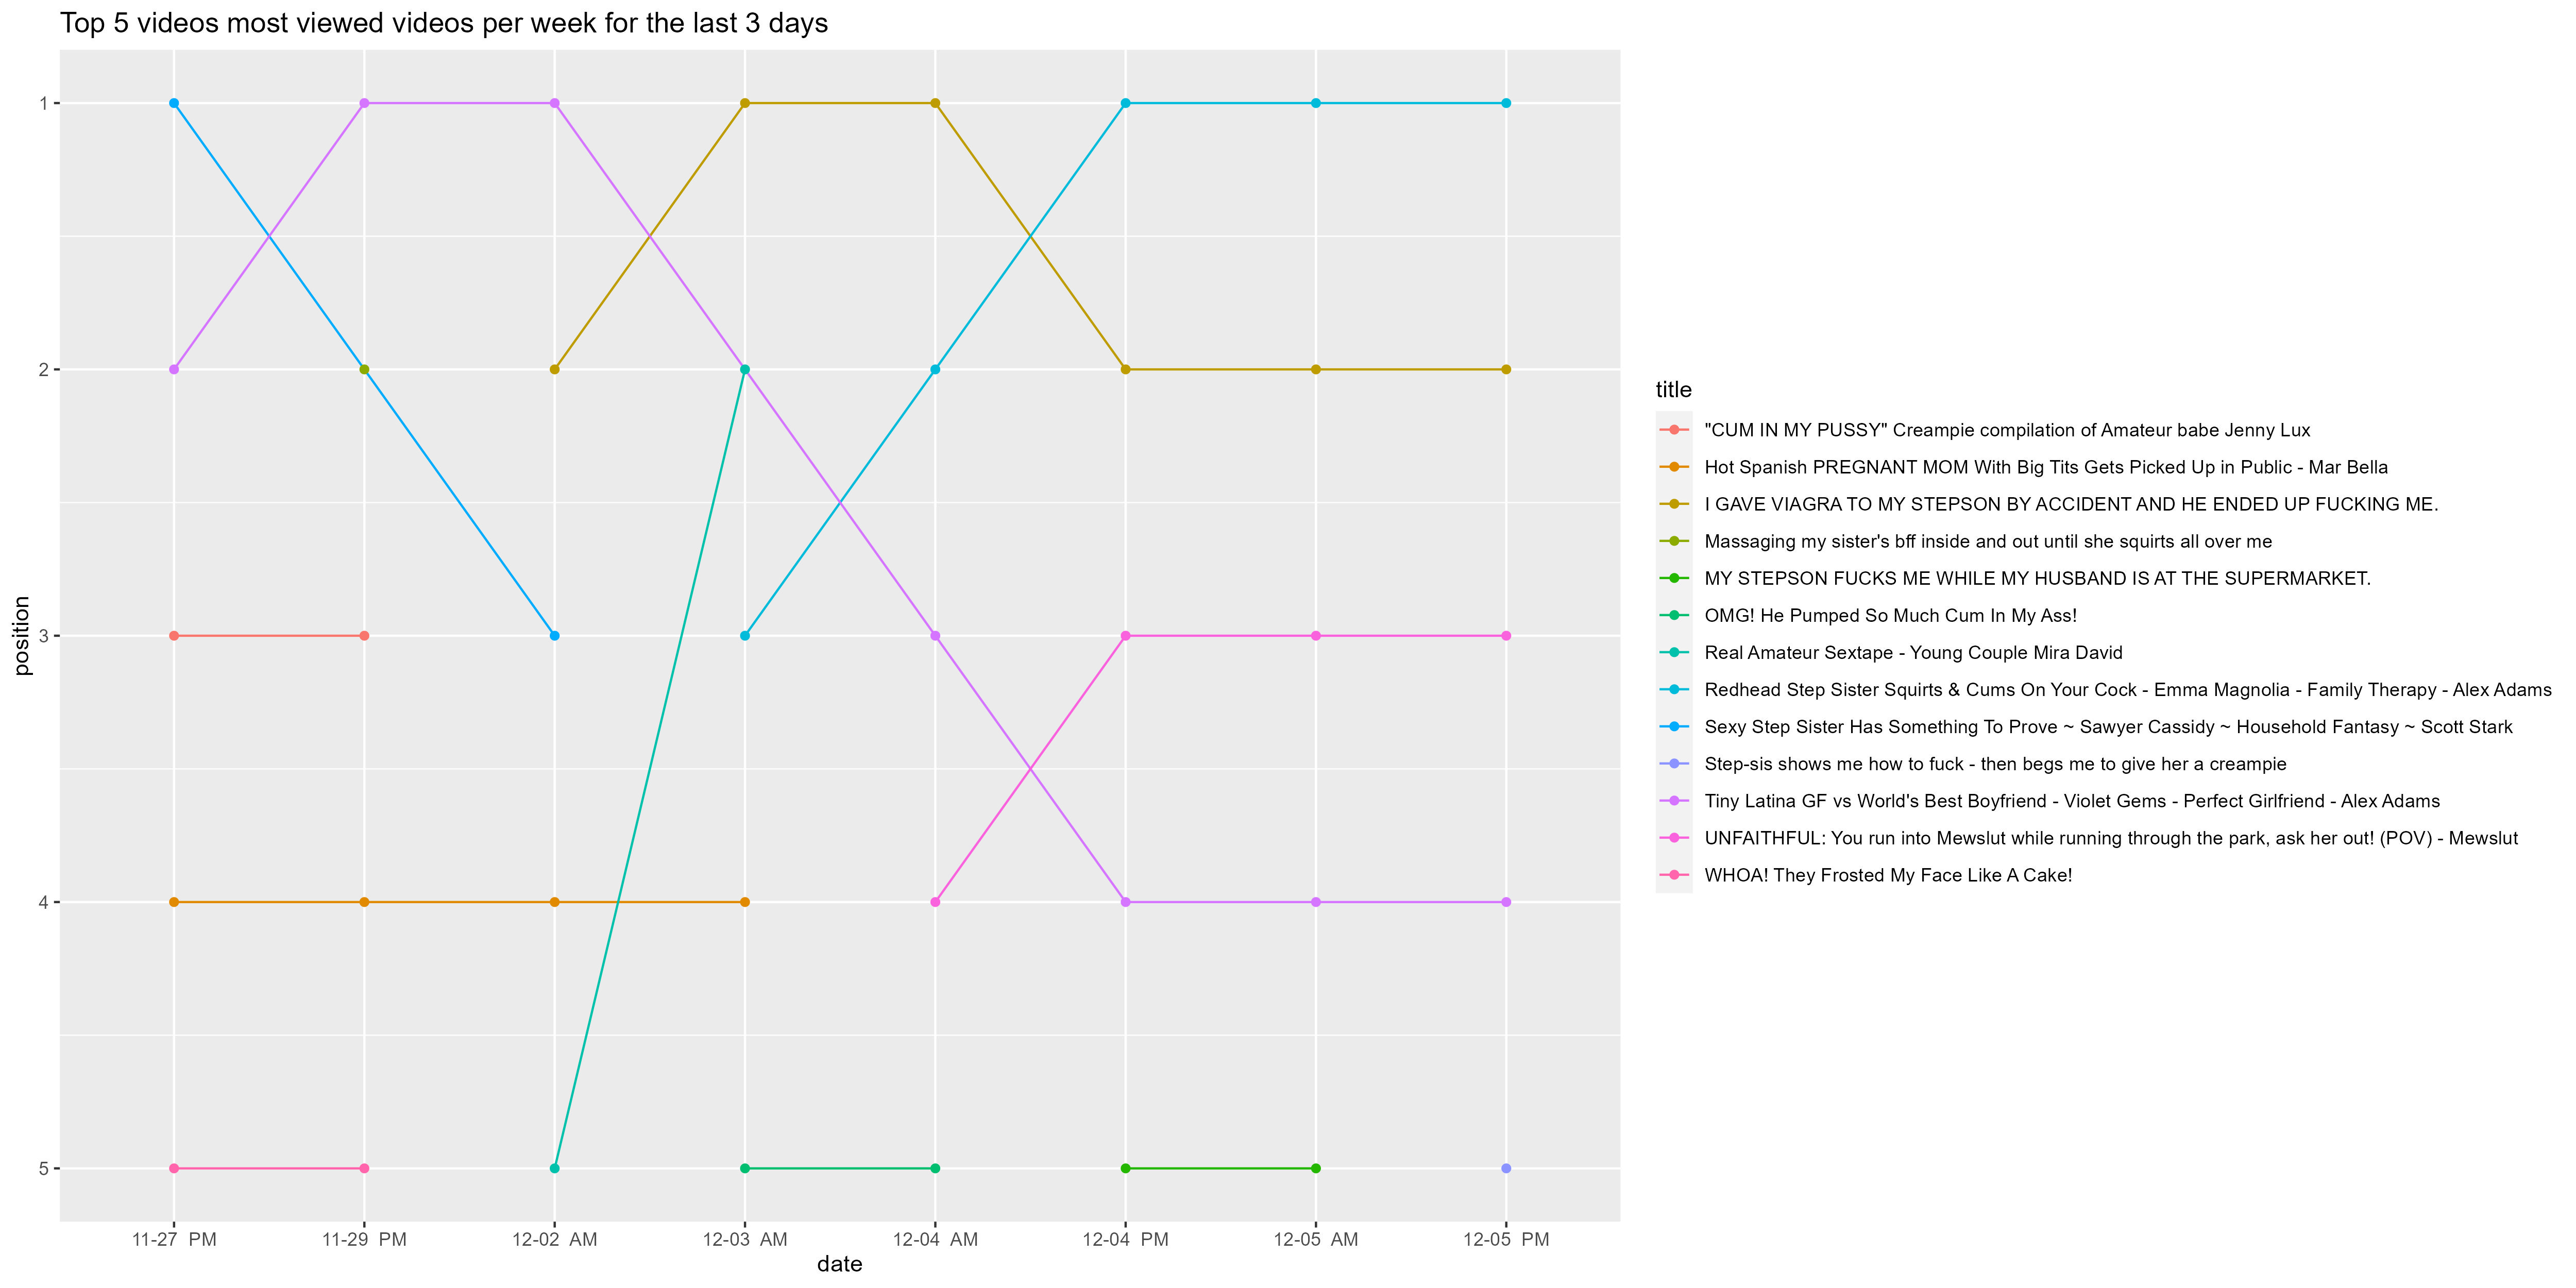 Top 5 videos most viewed videos per week for the last 3 days
position
1
2
3
4
5
11-27 PM
11-29 PM
12-02 AM
12-03 AM
12-04 AM
12-04 PM
12-05 AM
12-05 PM
date
title
"CUM IN MY PUSSY" Creampie compilation of Amateur babe Jenny Lux
Hot Spanish PREGNANT MOM With Big Tits Gets Picked Up in Public - Mar Bella
I GAVE VIAGRA TO MY STEPSON BY ACCIDENT AND HE ENDED UP FUCKING ME.
Massaging my sister's bff inside and out until she squirts all over me
MY STEPSON FUCKS ME WHILE MY HUSBAND IS AT THE SUPERMARKET.
OMG! He Pumped So Much Cum In My Ass!
Real Amateur Sextape - Young Couple Mira David
Redhead Step Sister Squirts & Cums On Your Cock - Emma Magnolia - Family Therapy - Alex Adams
Sexy Step Sister Has Something To Prove ~ Sawyer Cassidy ~ Household Fantasy ~ Scott Stark
Step-sis shows me how to fuck - then begs me to give her a creampie
Tiny Latina GF vs World's Best Boyfriend - Violet Gems - Perfect Girlfriend - Alex Adams
UNFAITHFUL: You run into Mewslut while running through the park, ask her out! (POV) - Mewslut
WHOA! They Frosted My Face Like A Cake!